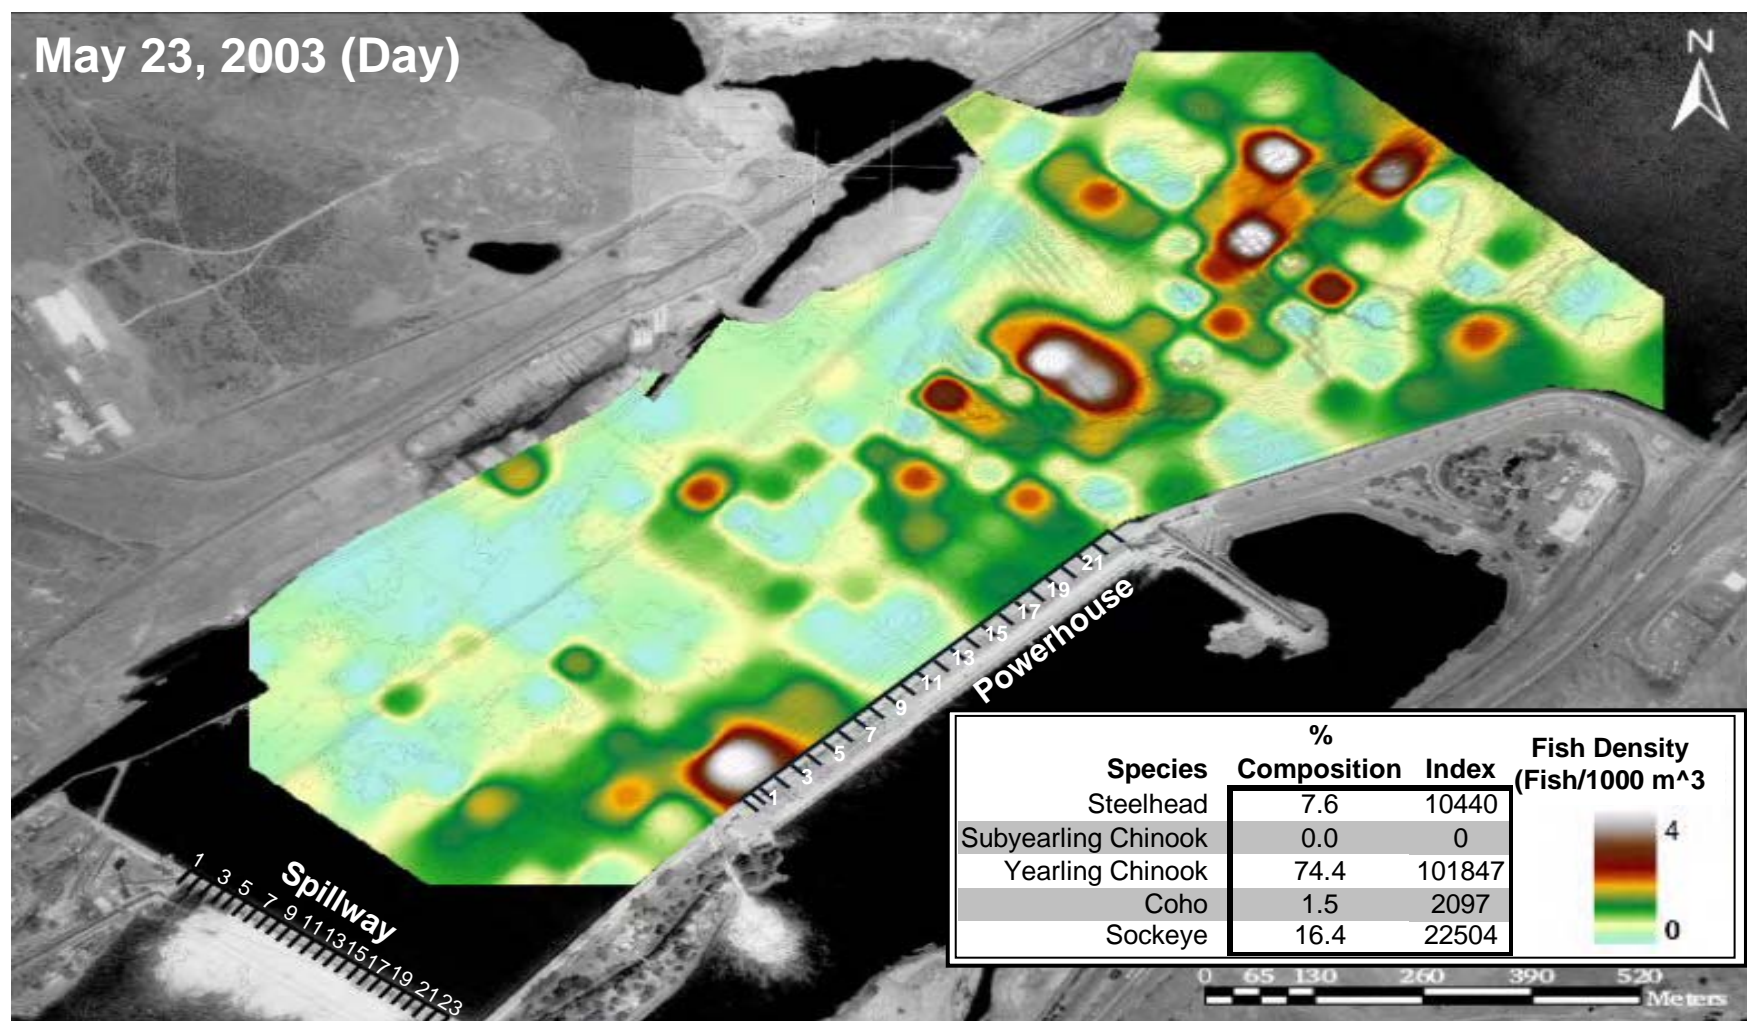 May 23, 2003 (Day)
N
21
19
17
15
13
11
9
7
5
3
1
Powerhouse
Spillway
1 3 5 7 9 11 13 15 17 19 21 23
% Fish Density
Species Composition Index (Fish/1000 m^3
Steelhead 7.6 10440
Subyearling Chinook 0.0 0
Yearling Chinook 74.4 101847
Coho 1.5 2097
Sockeye 16.4 22504
4
0
0 65 130 260 390 520
Meters